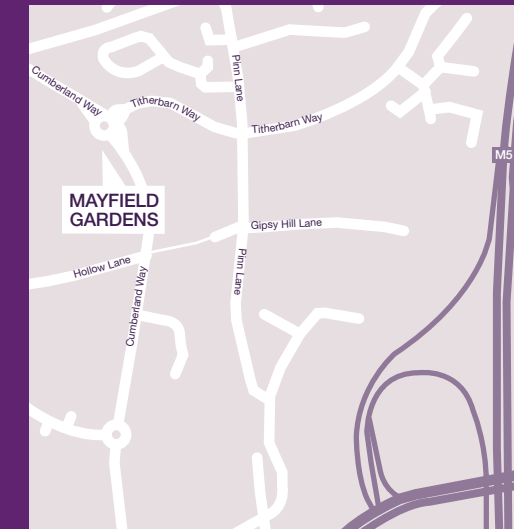 Pinn Lane
Cumberland Way
Titherbarn Way
Titherbarn Way
M5
MAYFIELD
GARDENS
Gipsy Hill Lane
Hollow Lane
Pinn Lane
Cumberland Way